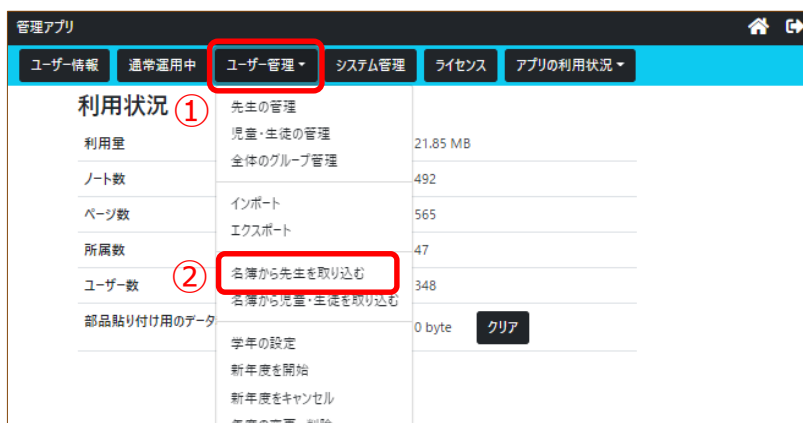 管理アプリ
ユーザー情報 通常運用中 ユーザー管理 システム管理 ライセンス アプリの利用状況
利用状況
①
利用量 21.85 MB
ノート数 492
ページ数 565
所属数 47
ユーザー数 348
部品貼り付け用のデータ 0 byte クリア
先生の管理
児童・生徒の管理
全体のグループ管理
インポート
エクスポート
②
名簿から先生を取り込む
名簿から児童・生徒を取り込む
学年の設定
新年度を開始
新年度をキャンセル